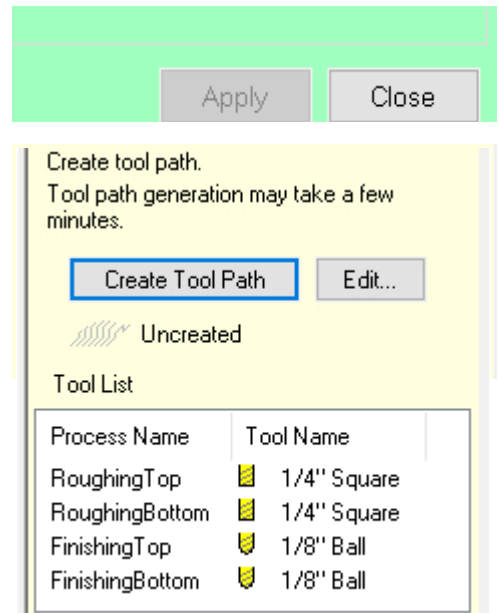 Apply Close
Create tool path.
Tool path generation may take a few
minutes.
Create Tool Path Edit...
Uncreated
Tool List
Process Name Tool Name
RoughingTop 1/4" Square
RoughingBottom 1/4" Square
FinishingTop 1/8" Ball
FinishingBottom 1/8" Ball